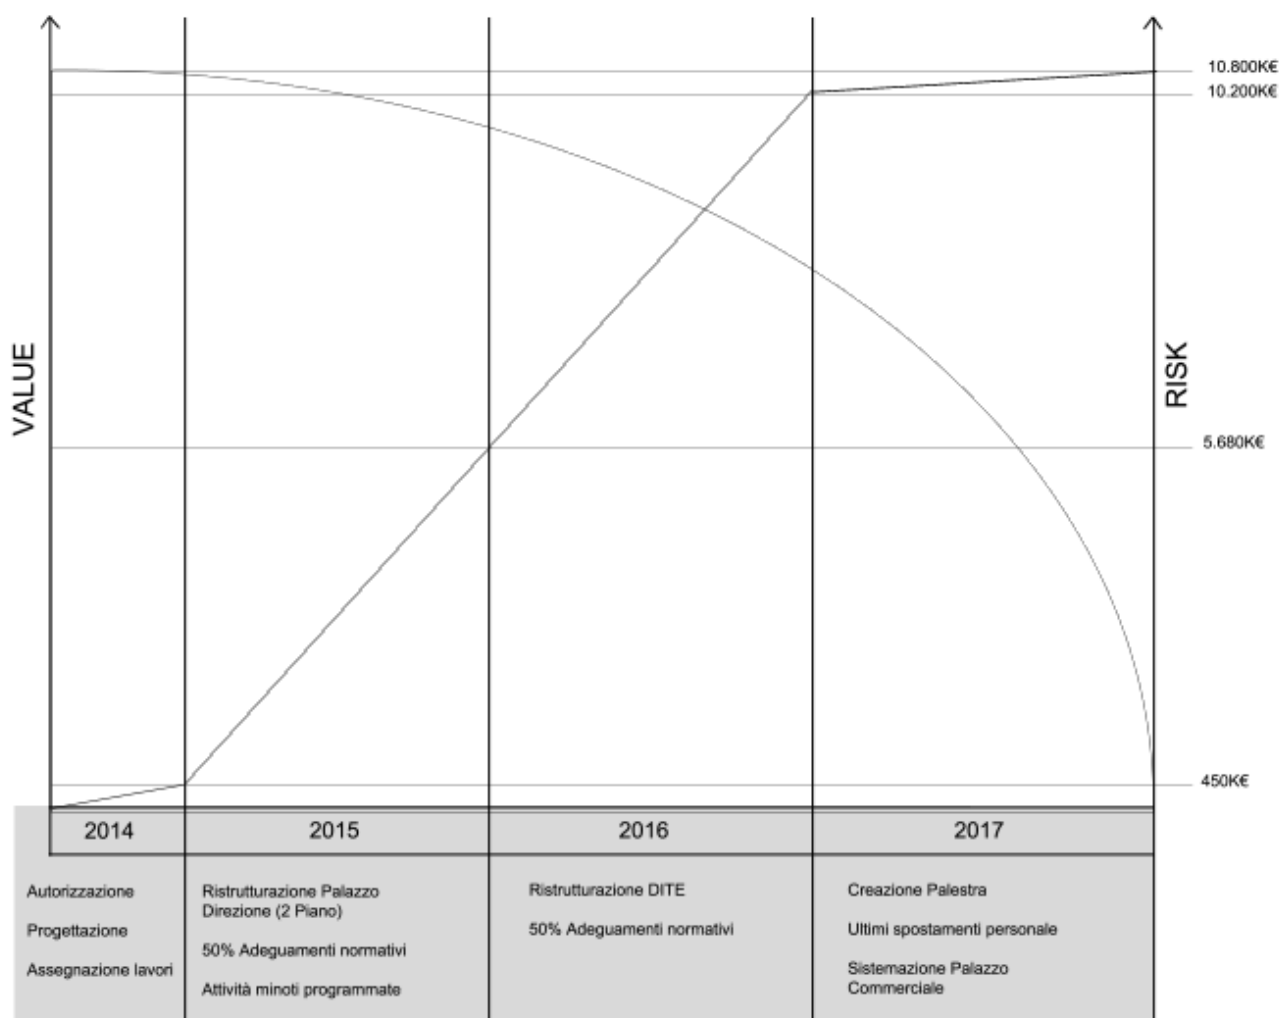 10.800K€
10.200K€
VALUE
RISK
5.680K€
450K€
2014
2015
2016
2017
Autorizzazione
Progettazione
Assegnazione lavori
Ristrutturazione Palazzo
Direzione (2 Piano)
50% Adeguamenti normativi
Attività minoti programmate
Ristrutturazione DITE
50% Adeguamenti normativi
Creazione Palestra
Ultimi spostamenti personale
Sistemazione Palazzo
Commerciale